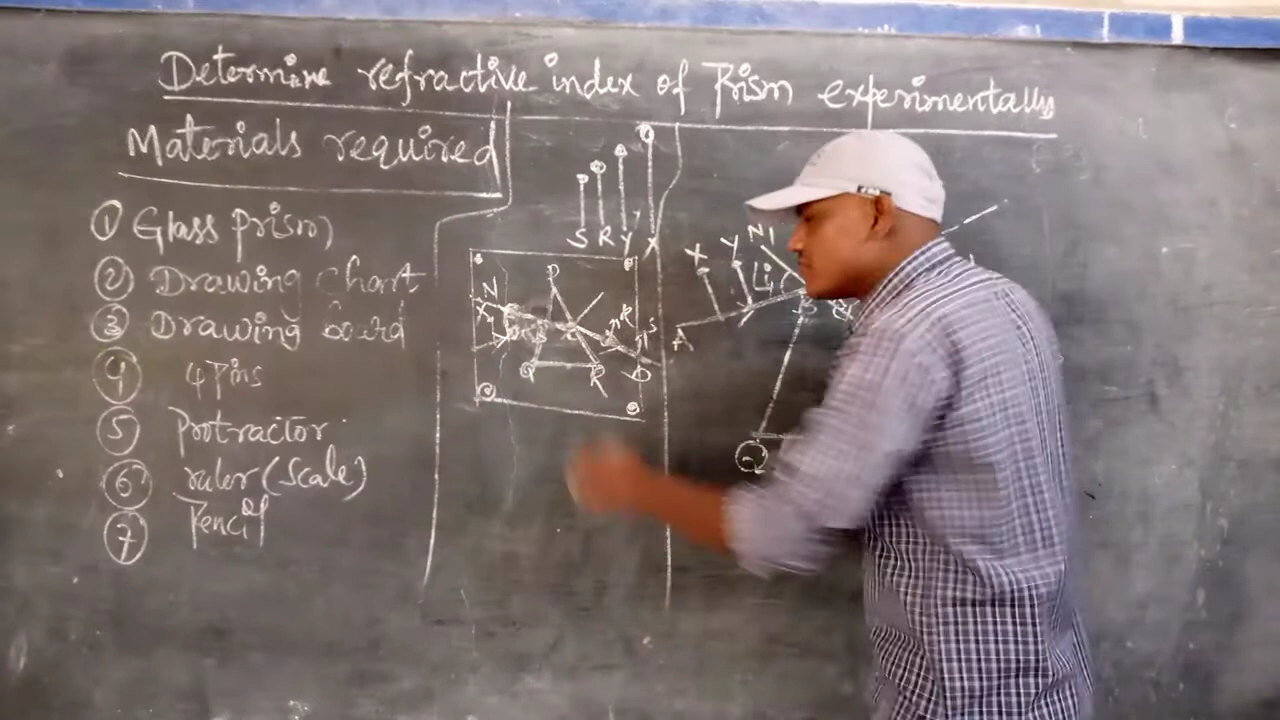 Determine refractive index of Prism experimentally
Materials required
① Glass prism
② Drawing Chart
③ Drawing board
④ 4 Pins
⑤ Protractor
⑥ ruler (Scale)
⑦ Pencil
S R Y X
N
P
Q R
X Y N
A B
Q